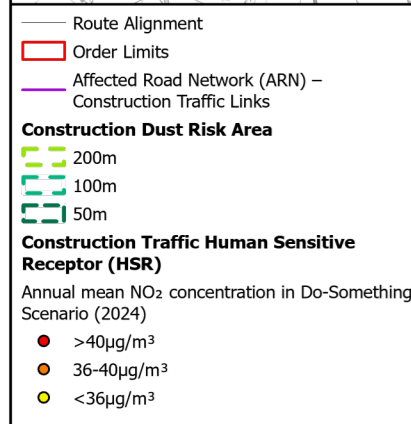 Route Alignment
Order Limits
Affected Road Network (ARN) –
Construction Traffic Links
Construction Dust Risk Area
200m
100m
50m
Construction Traffic Human Sensitive
Receptor (HSR)
Annual mean NO₂ concentration in Do-Something
Scenario (2024)
>40µg/m³
36-40µg/m³
<36µg/m³